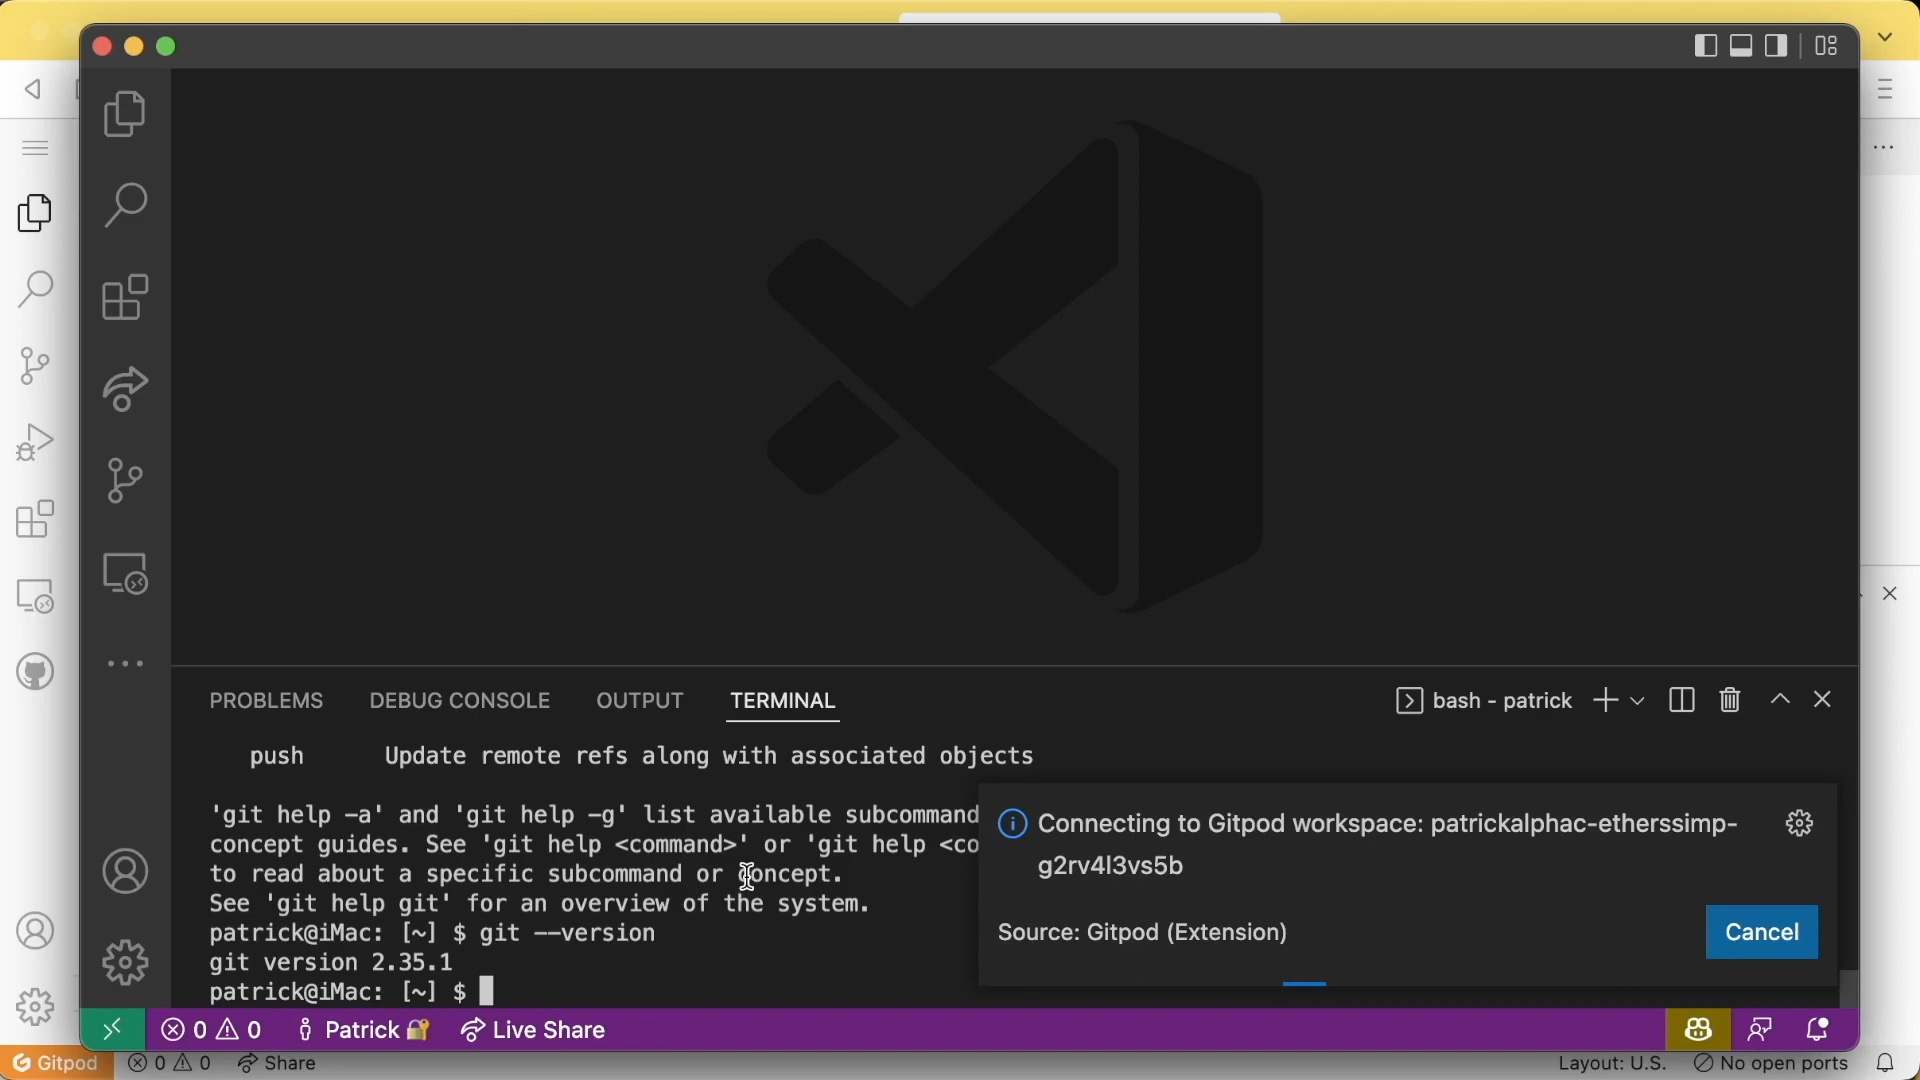 PROBLEMS DEBUG CONSOLE OUTPUT TERMINAL bash - patrick
push Update remote refs along with associated objects
'git help -a' and 'git help -g' list available subcommand
concept guides. See 'git help <command>' or 'git help <co
to read about a specific subcommand or concept.
See 'git help git' for an overview of the system.
patrick@iMac: [~] $ git --version
git version 2.35.1
patrick@iMac: [~] $
Connecting to Gitpod workspace: patrickalphac-etherssimp-
g2rv4l3vs5b
Source: Gitpod (Extension) Cancel
0 0 Patrick Live Share
Gitpod 0 0 Share Layout: U.S. No open ports